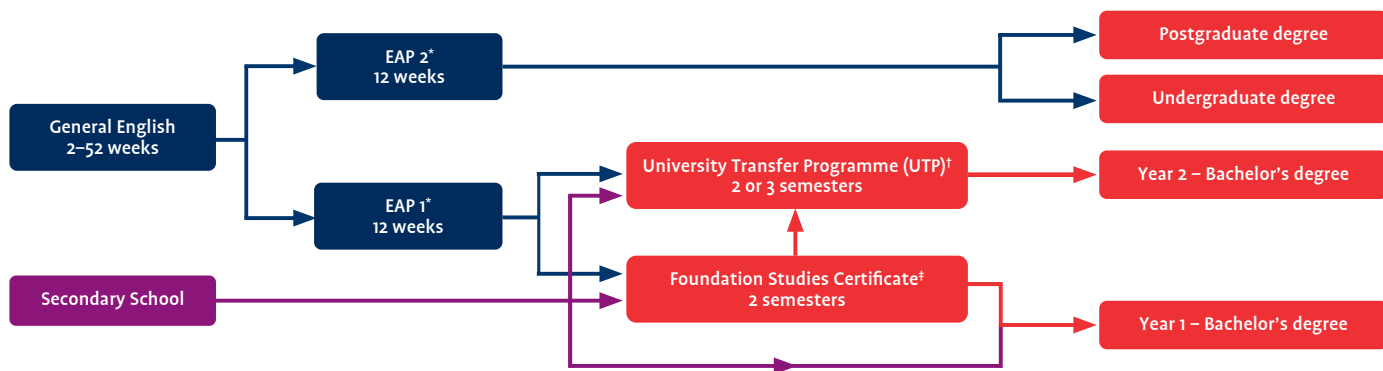 Postgraduate degree
EAP 2*
12 weeks
Undergraduate degree
General English
2–52 weeks
University Transfer Programme (UTP)†
2 or 3 semesters
Year 2 – Bachelor's degree
EAP 1*
12 weeks
Foundation Studies Certificate‡
2 semesters
Secondary School
Year 1 – Bachelor's degree